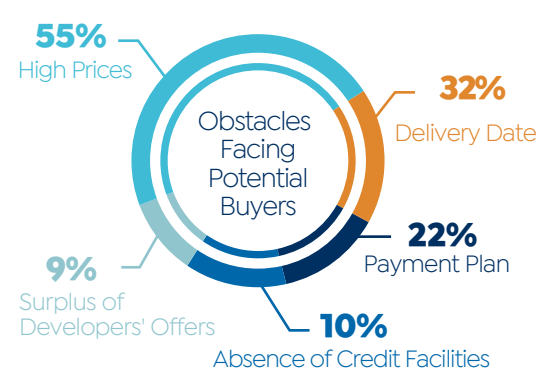 55%
High Prices
32%
Delivery Date
Obstacles
Facing
Potential
Buyers
22%
Payment Plan
9%
Surplus of
Developers' Offers
10%
Absence of Credit Facilities